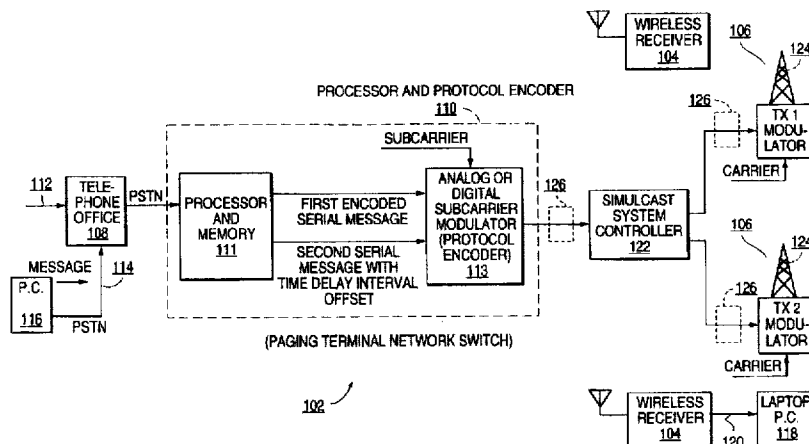 WIRELESS
RECEIVER
104
106
124
TX 1
MODU-
LATOR
126
CARRIER
PROCESSOR AND PROTOCOL ENCODER
110
SUBCARRIER
112
TELE-
PHONE
OFFICE
108
PSTN
PROCESSOR
AND
MEMORY
111
FIRST ENCODED
SERIAL MESSAGE
SECOND SERIAL
MESSAGE WITH
TIME DELAY INTERVAL
OFFSET
ANALOG OR
DIGITAL
SUBCARRIER
MODULATOR
(PROTOCOL
ENCODER)
113
126
SIMULCAST
SYSTEM
CONTROLLER
122
MESSAGE
114
P.C.
116
PSTN
106
124
126
TX 2
MODU-
LATOR
CARRIER
(PAGING TERMINAL NETWORK SWITCH)
102
WIRELESS
RECEIVER
104
120
LAPTOP
P.C.
118